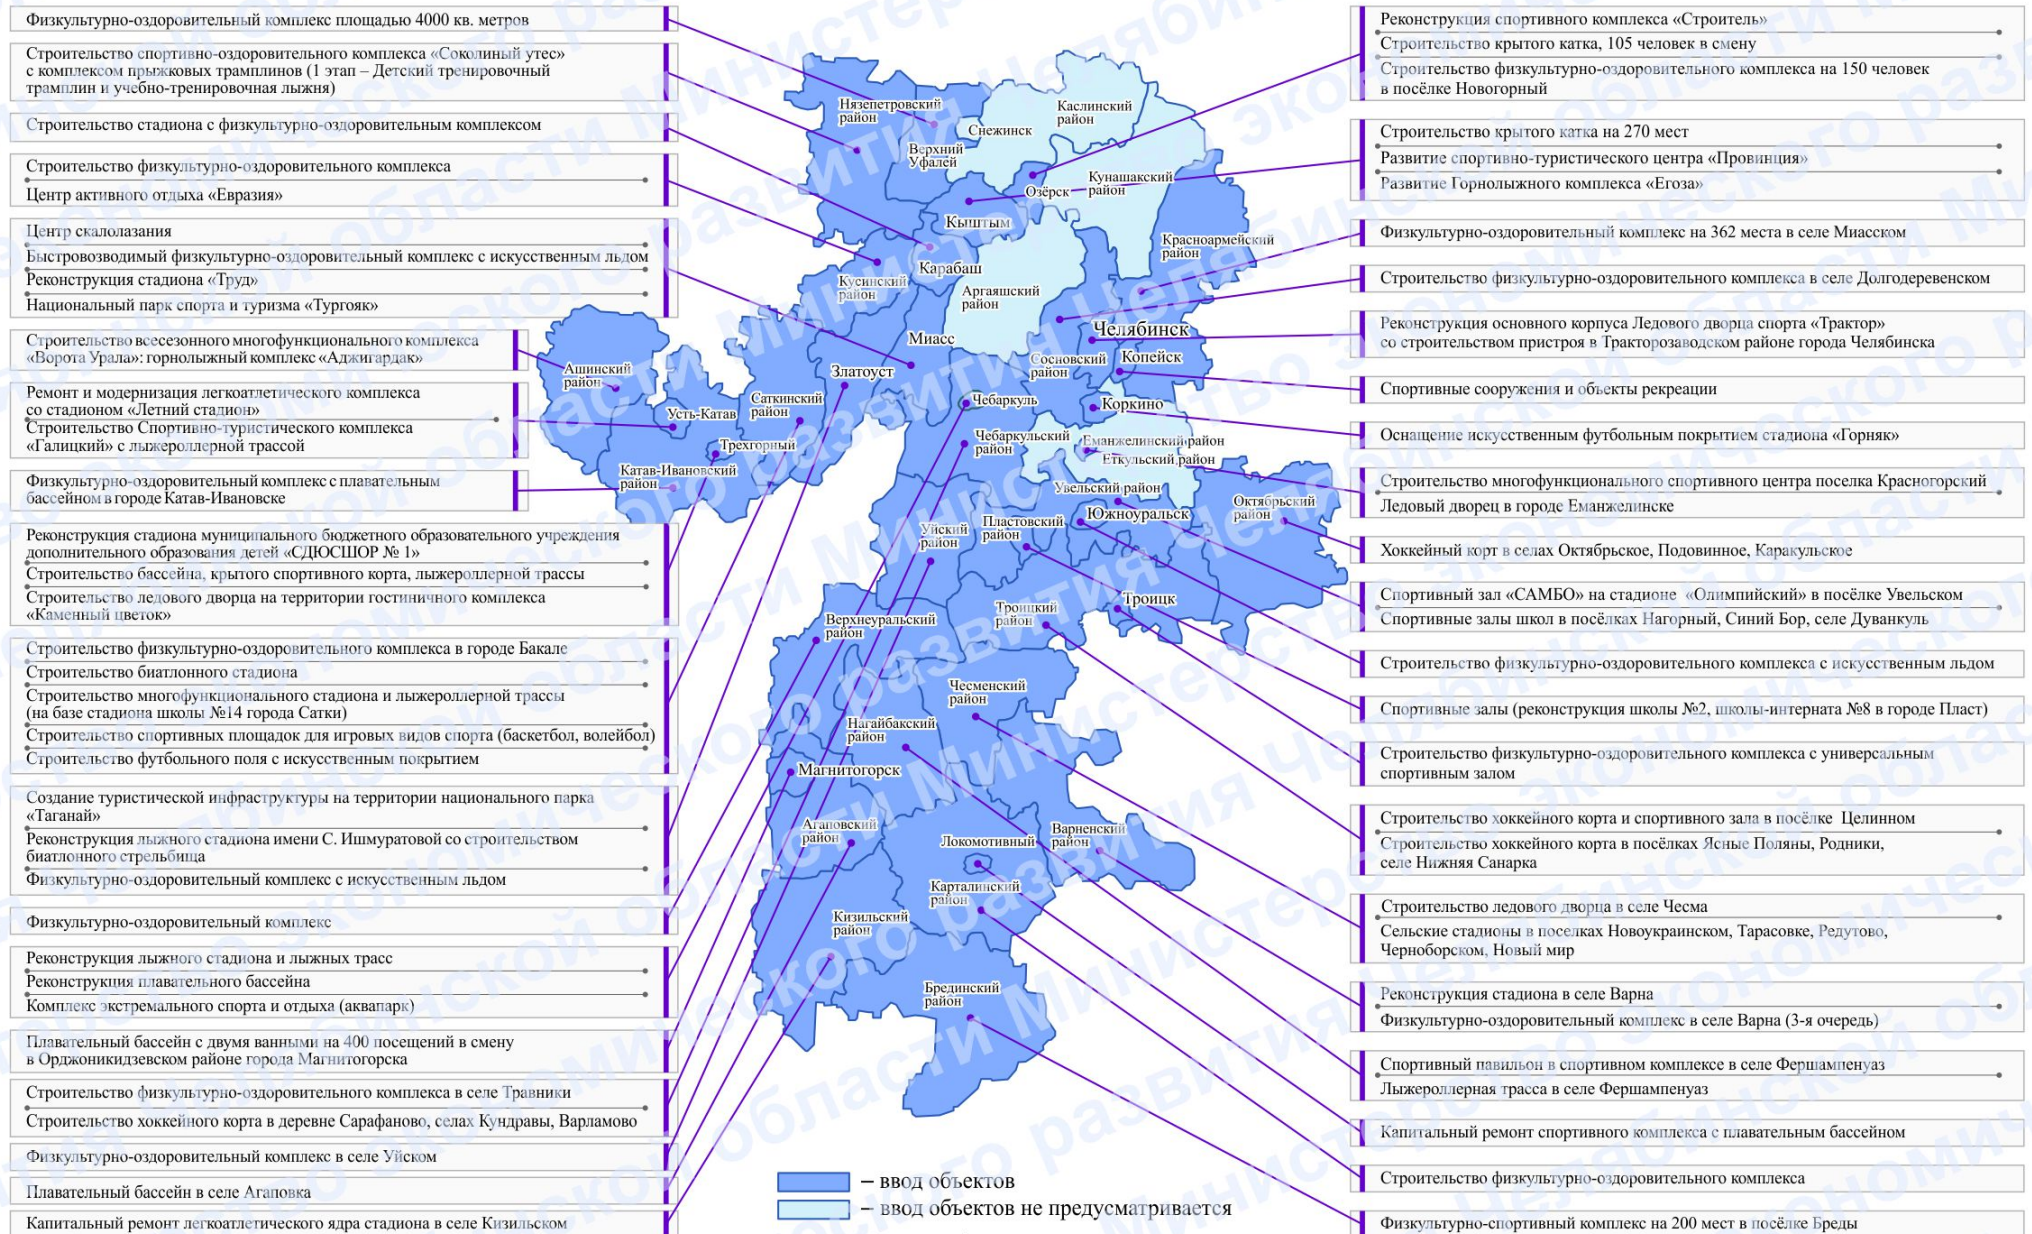 Физкультурно-оздоровительный комплекс площадью 4000 кв. метров
Строительство спортивно-оздоровительного комплекса «Соколиный утес»
с комплексом прыжковых трамплинов (1 этап – Детский тренировочный
трамплин и учебно-тренировочная лыжня)
Строительство стадиона с физкультурно-оздоровительным комплексом
Строительство физкультурно-оздоровительного комплекса
Центр активного отдыха «Евразия»
Центр скалолазания
Быстровозводимый физкультурно-оздоровительный комплекс с искусственным льдом
Реконструкция стадиона «Труд»
Национальный парк спорта и туризма «Тургояк»
Строительство всесезонного многофункционального комплекса
«Ворота Урала»: горнолыжный комплекс «Аджигардак»
Ремонт и модернизация легкоатлетического комплекса
со стадионом «Летний стадион»
Строительство Спортивно-туристического комплекса
«Галицкий» с лыжероллерной трассой
Физкультурно-оздоровительный комплекс с плавательным
бассейном в городе Катав-Ивановске
Реконструкция стадиона муниципального бюджетного образовательного учреждения
дополнительного образования детей «СДЮСШОР № 1»
Строительство бассейна, крытого спортивного корта, лыжероллерной трассы
Строительство ледового дворца на территории гостиничного комплекса
«Каменный цветок»
Строительство физкультурно-оздоровительного комплекса в городе Бакале
Строительство биатлонного стадиона
Строительство многофункционального стадиона и лыжероллерной трассы
(на базе стадиона школы №14 города Сатки)
Строительство спортивных площадок для игровых видов спорта (баскетбол, волейбол)
Строительство футбольного поля с искусственным покрытием
Создание туристической инфраструктуры на территории национального парка
«Таганай»
Реконструкция лыжного стадиона имени С. Ишмуратовой со строительством
биатлонного стрельбища
Физкультурно-оздоровительный комплекс с искусственным льдом
Физкультурно-оздоровительный комплекс
Реконструкция лыжного стадиона и лыжных трасс
Реконструкция плавательного бассейна
Комплекс экстремального спорта и отдыха (аквапарк)
Плавательный бассейн с двумя ванными на 400 посещений в смену
в Орджоникидзевском районе города Магнитогорска
Строительство физкультурно-оздоровительного комплекса в селе Травники
Строительство хоккейного корта в деревне Сарафаново, селах Кундравы, Варламово
Физкультурно-оздоровительный комплекс в селе Уйском
Плавательный бассейн в селе Агаповка
Капитальный ремонт легкоатлетического ядра стадиона в селе Кизильском
Нязепетровский
район
Верхний
Уфалей
Снежинск
Каслинский
район
Озёрск
Кунашакский
район
Кыштым
Карабаш
Кусинский
район
Аргаяшский
район
Красноармейский
район
Миасс
Златоуст
Челябинск
Сосновский
район
Копейск
Коркино
Чебаркуль
Ашинский
район
Усть-Катав
Саткинский
район
Трехгорный
Катав-Ивановский
район
Чебаркульский
район
Еманжелинский район
Еткульский район
Увельский район
Южноуральск
Октябрьский
район
Уйский
район
Пластовский
район
Троицкий
район
Троицк
Верхнеуральский
район
Чесменский
район
Нагайбакский
район
Магнитогорск
Агаповский
район
Локомотивный
Варненский
район
Карталинский
район
Кизильский
район
Брединский
район
– ввод объектов
– ввод объектов не предусматривается
Реконструкция спортивного комплекса «Строитель»
Строительство крытого катка, 105 человек в смену
Строительство физкультурно-оздоровительного комплекса на 150 человек
в посёлке Новогорный
Строительство крытого катка на 270 мест
Развитие спортивно-туристического центра «Провинция»
Развитие Горнолыжного комплекса «Егоза»
Физкультурно-оздоровительный комплекс на 362 места в селе Миасском
Строительство физкультурно-оздоровительного комплекса в селе Долгодеревенском
Реконструкция основного корпуса Ледового дворца спорта «Трактор»
со строительством пристроя в Тракторозаводском районе города Челябинска
Спортивные сооружения и объекты рекреации
Оснащение искусственным футбольным покрытием стадиона «Горняк»
Строительство многофункционального спортивного центра поселка Красногорский
Ледовый дворец в городе Еманжелинске
Хоккейный корт в селах Октябрьское, Подовинное, Каракульское
Спортивный зал «САМБО» на стадионе «Олимпийский» в посёлке Увельском
Спортивные залы школ в посёлках Нагорный, Синий Бор, селе Дуванкуль
Строительство физкультурно-оздоровительного комплекса с искусственным льдом
Спортивные залы (реконструкция школы №2, школы-интерната №8 в городе Пласт)
Строительство физкультурно-оздоровительного комплекса с универсальным
спортивным залом
Строительство хоккейного корта и спортивного зала в посёлке Целинном
Строительство хоккейного корта в посёлках Ясные Поляны, Родники,
селе Нижняя Санарка
Строительство ледового дворца в селе Чесма
Сельские стадионы в поселках Новоукраинском, Тарасовке, Редутово,
Черноборском, Новый мир
Реконструкция стадиона в селе Варна
Физкультурно-оздоровительный комплекс в селе Варна (3-я очередь)
Спортивный павильон в спортивном комплексе в селе Фершампенуаз
Лыжероллерная трасса в селе Фершампенуаз
Капитальный ремонт спортивного комплекса с плавательным бассейном
Строительство физкультурно-оздоровительного комплекса
Физкультурно-спортивный комплекс на 200 мест в посёлке Бреды